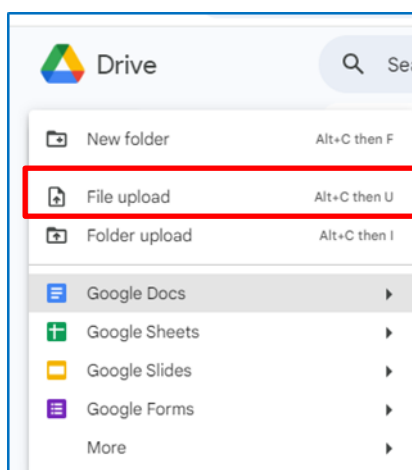 Drive
Sea
New folder Alt+C then F
File upload Alt+C then U
Folder upload Alt+C then I
Google Docs
Google Sheets
Google Slides
Google Forms
More